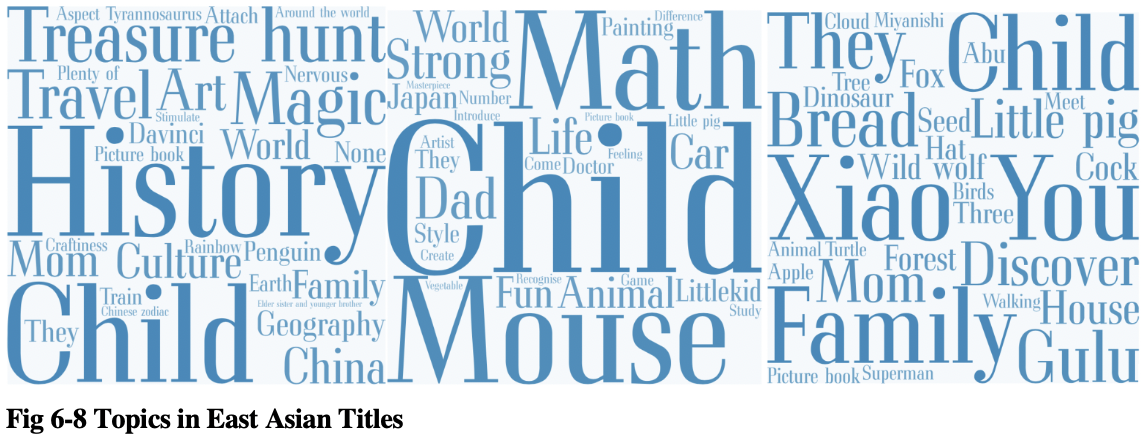 Aspect Tyrannosaurus Attach Around the world
Treasure hunt
Plenty of Nervous
Travel Art Magic
Stimulate
Davinci
Picture book World None
History
Craftiness Rainbow
Mom Culture Penguin
Earth Family
Elder sister and younger brother
Train
Chinese zodiac
They Geography
Child
China
World Painting Difference
Strong Math
Masterpiece
Japan Number
Introduce Picture book Little pig
Artist Life Car
They Come Doctor Feeling
Dad Child
Style
Create
Vegetable Recognise Game
Fun Animal Littlekid
Study
Mouse
Cloud Miyanishi
They Abu Child
Tree Fox
Dinosaur Meet
Bread Seed Little pig
Hat
Wild wolf Cock
Xiao Birds You
Three
Animal Turtle Forest Discover
Apple Mom
Walking House
Family Gulu
Picture book Superman
Fig 6-8 Topics in East Asian Titles